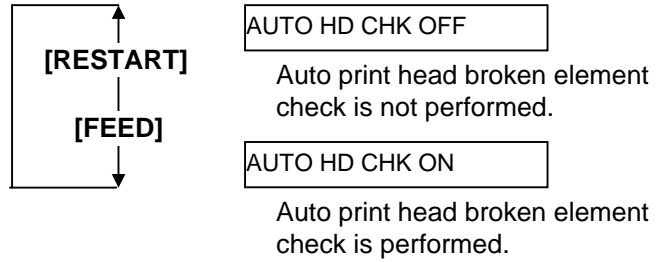 AUTO HD CHK OFF
[RESTART]
Auto print head broken element
check is not performed.
[FEED]
AUTO HD CHK ON
Auto print head broken element
check is performed.